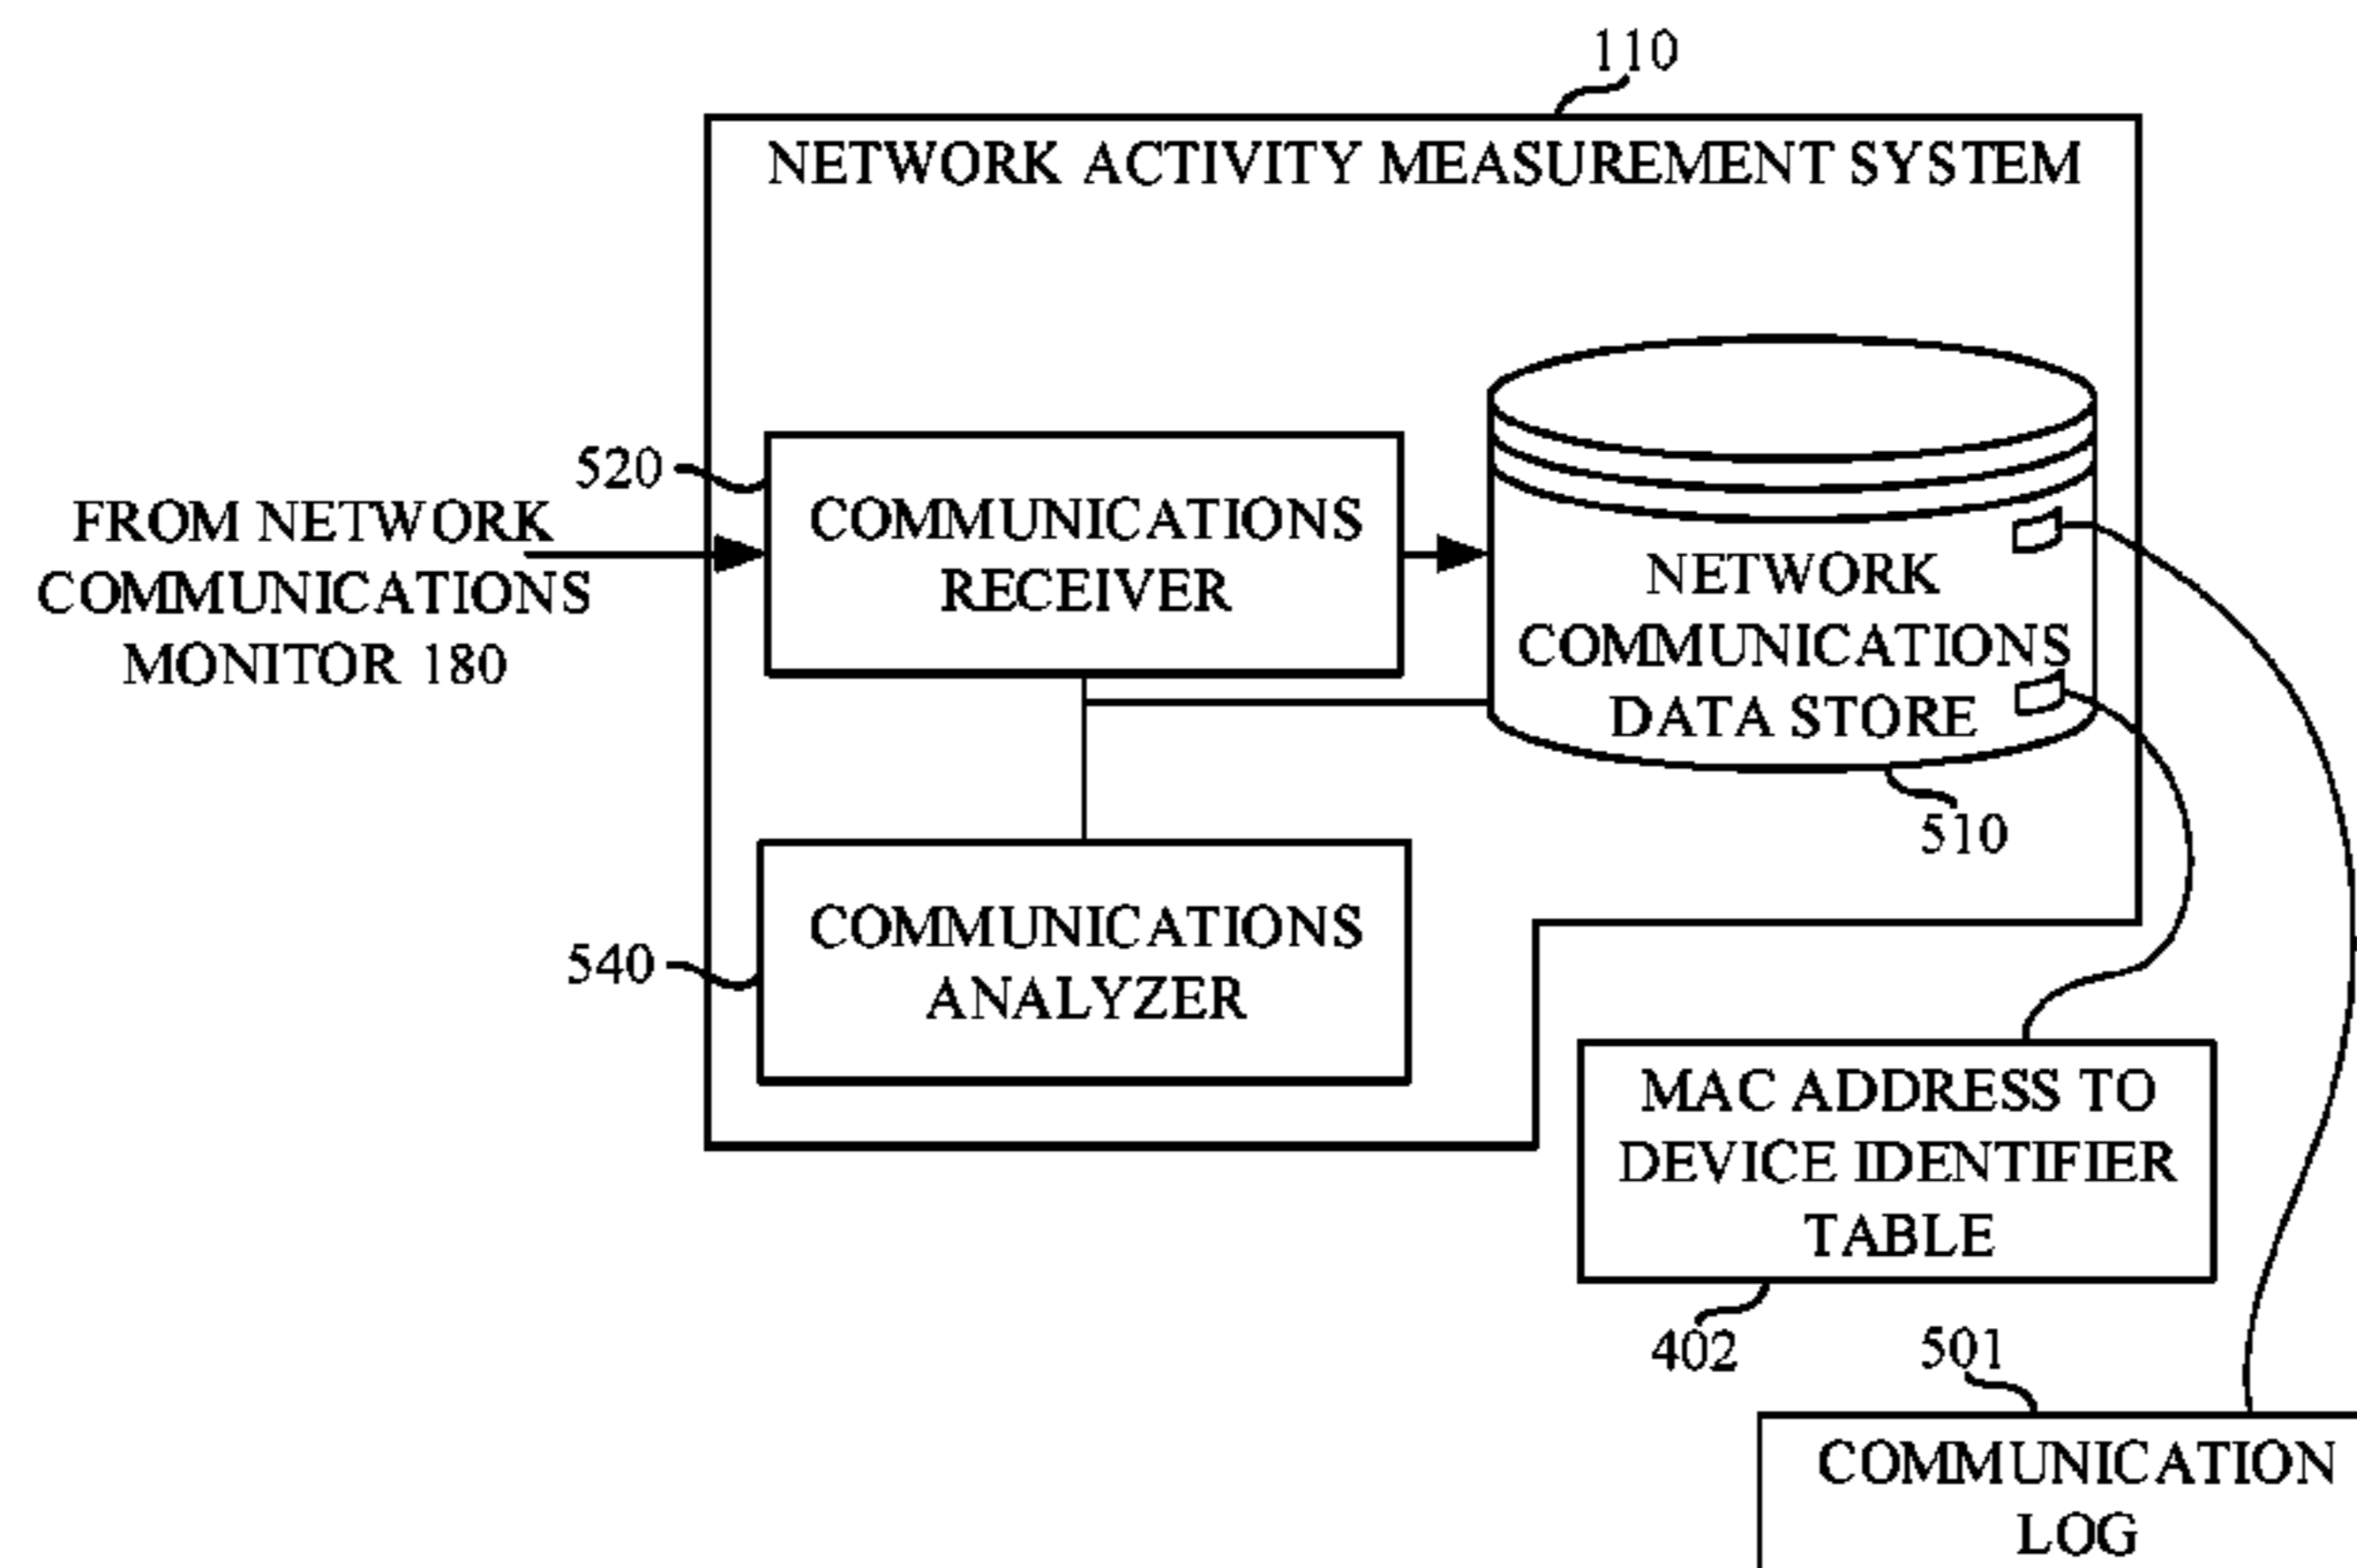 110
NETWORK ACTIVITY MEASUREMENT SYSTEM
520
COMMUNICATIONS
RECEIVER
FROM NETWORK
COMMUNICATIONS
MONITOR 180
NETWORK
COMMUNICATIONS
DATA STORE
510
540
COMMUNICATIONS
ANALYZER
MAC ADDRESS TO
DEVICE IDENTIFIER
TABLE
402
501
COMMUNICATION
LOG